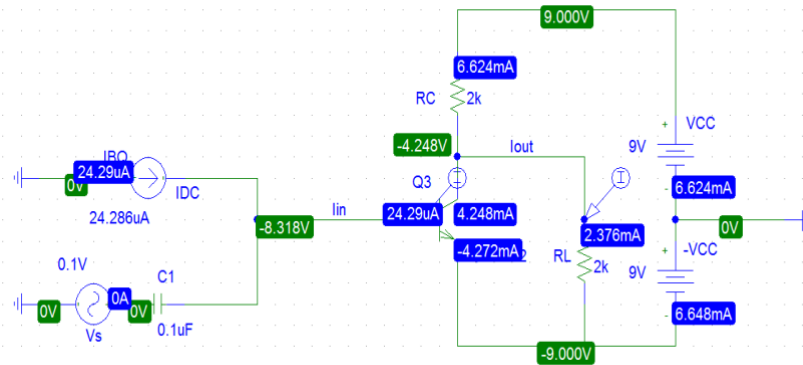 9.000V
6.624mA
RC
2k
-4.248V
Iout
VCC
9V
+
-
6.624mA
IBQ
24.29uA
0V
IDC
24.286uA
Q3
I
Iin
24.29uA
4.248mA
-8.318V
2.376mA
0V
-4.272mA
2
RL
2k
-VCC
9V
+
-
6.648mA
0.1V
C1
0A
0V
0V
0.1uF
Vs
-9.000V